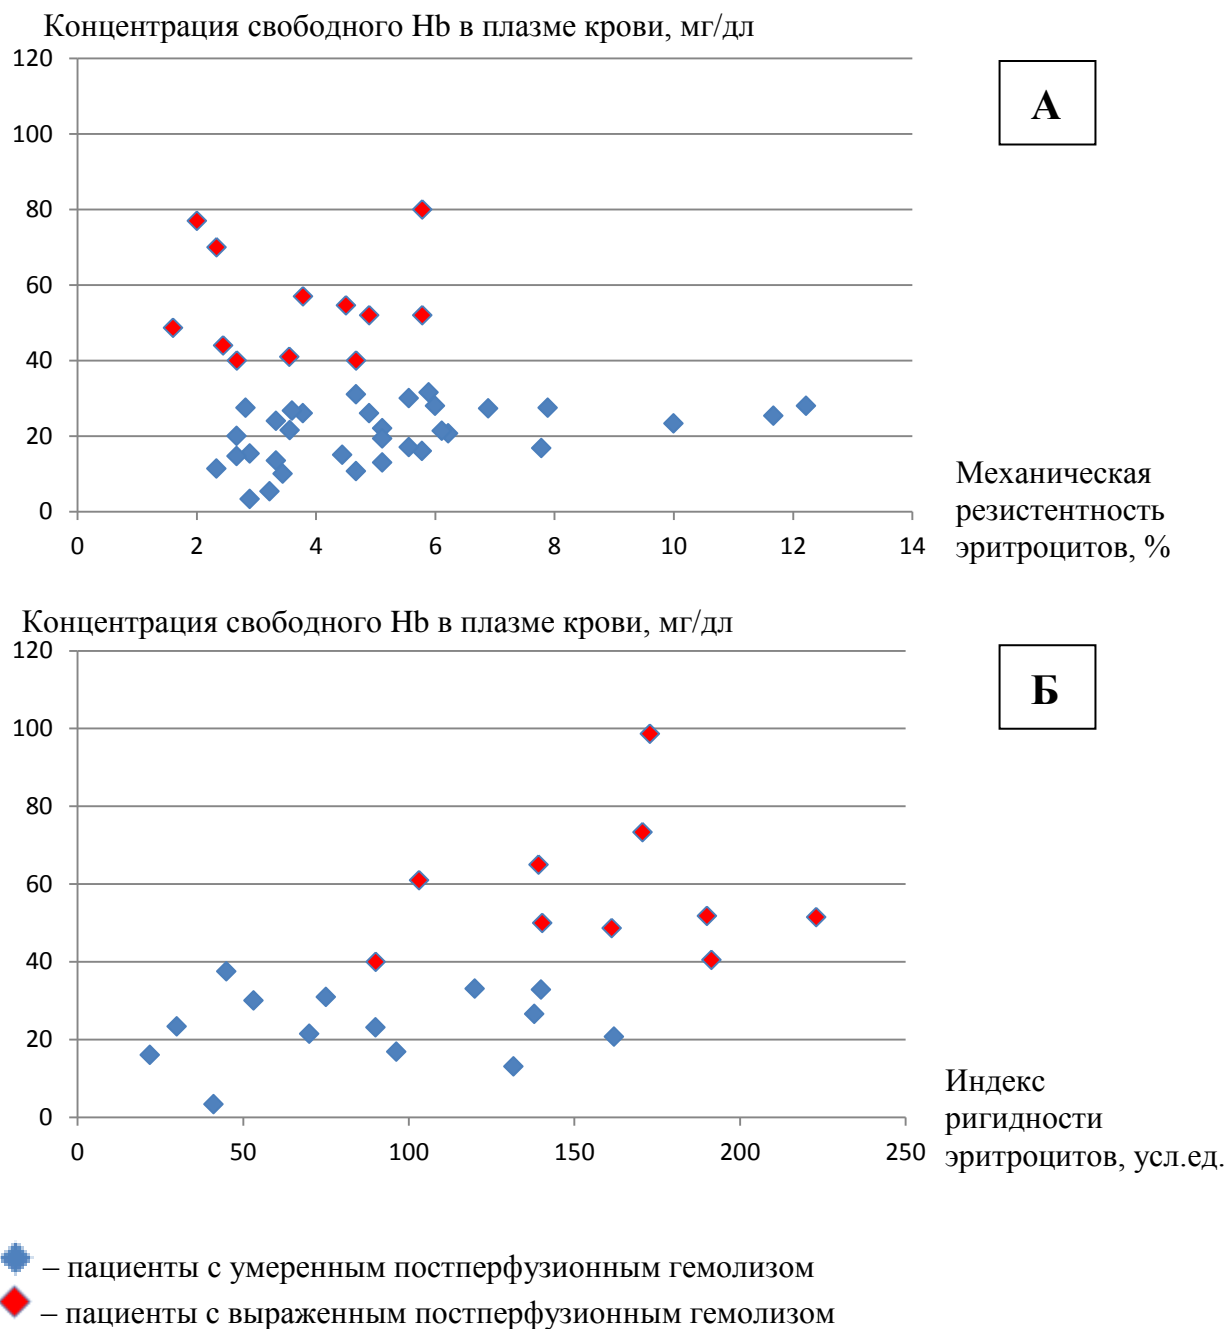 Концентрация свободного Hb в плазме крови, мг/дл
120
100
80
60
40
20
0
0 2 4 6 8 10 12 14
А
Механическая
резистентность
эритроцитов, %
Концентрация свободного Hb в плазме крови, мг/дл
120
100
80
60
40
20
0
0 50 100 150 200 250
Б
Индекс
ригидности
эритроцитов, усл.ед.
– пациенты с умеренным постперфузионным гемолизом
– пациенты с выраженным постперфузионным гемолизом